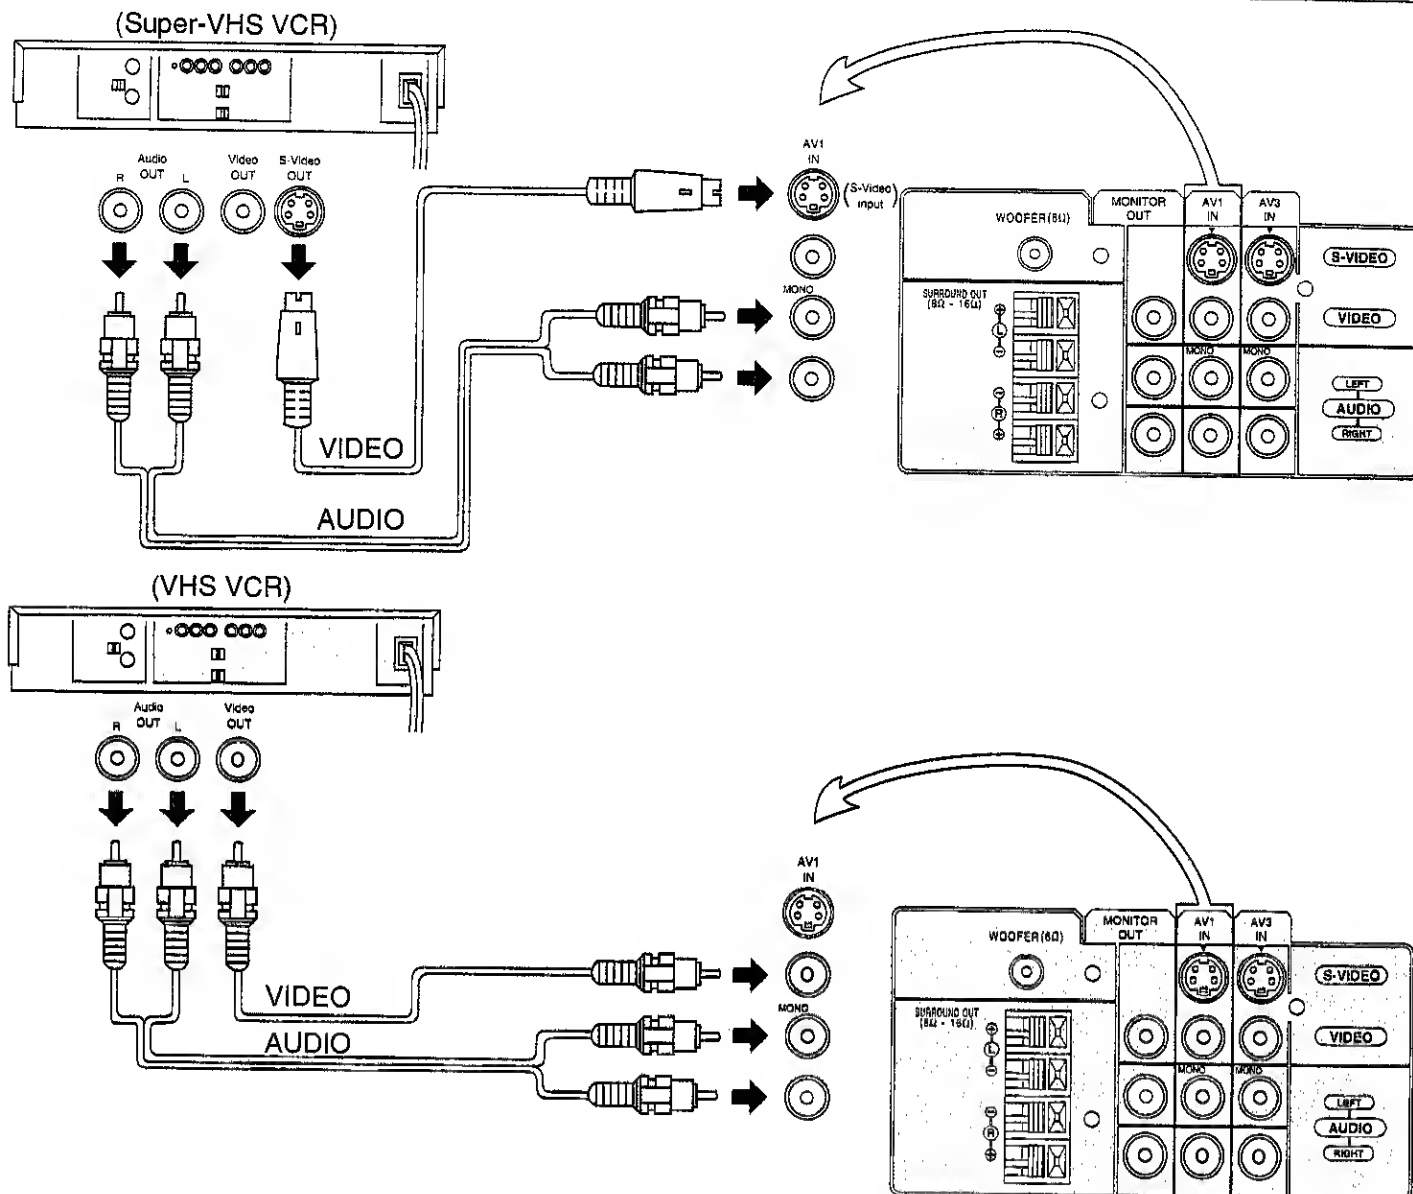 (Super-VHS VCR)
Audio
OUT
R
L
Video
OUT
S-Video
OUT
VIDEO
AUDIO
AV1
IN
(S-Video
input)
MONO
WOOFER (8Ω)
MONITOR
OUT
AV1
IN
AV3
IN
S-VIDEO
SURROUND OUT
(8Ω - 16Ω)
+
L
−
−
R
+
VIDEO
MONO
MONO
LEFT
AUDIO
RIGHT
(VHS VCR)
Audio
OUT
R
L
Video
OUT
VIDEO
AUDIO
AV1
IN
MONO
WOOFER (6Ω)
MONITOR
OUT
AV1
IN
AV3
IN
S-VIDEO
SURROUND OUT
(8Ω - 16Ω)
+
L
−
−
R
+
VIDEO
MONO
MONO
LEFT
AUDIO
RIGHT